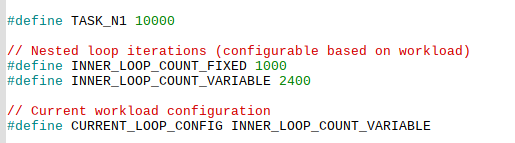 #define TASK_N1 10000
// Nested loop iterations (configurable based on workload)
#define INNER_LOOP_COUNT_FIXED 1000
#define INNER_LOOP_COUNT_VARIABLE 2400
// Current workload configuration
#define CURRENT_LOOP_CONFIG INNER_LOOP_COUNT_VARIABLE